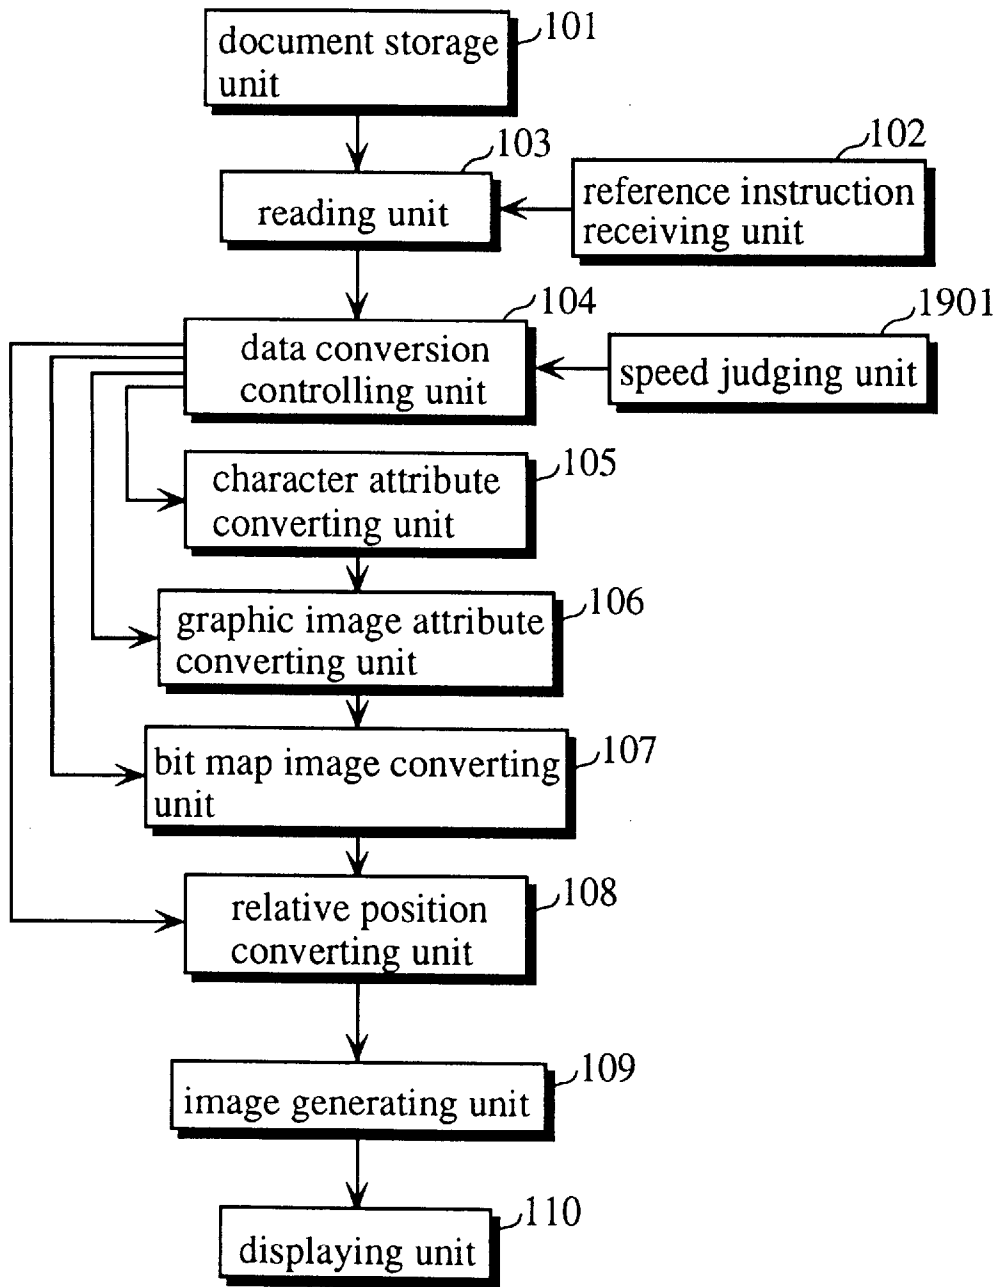 101
document storage
unit
103
102
reading unit
reference instruction
receiving unit
104
1901
data conversion
controlling unit
speed judging unit
105
character attribute
converting unit
106
graphic image attribute
converting unit
107
bit map image converting
unit
108
relative position
converting unit
109
image generating unit
110
displaying unit